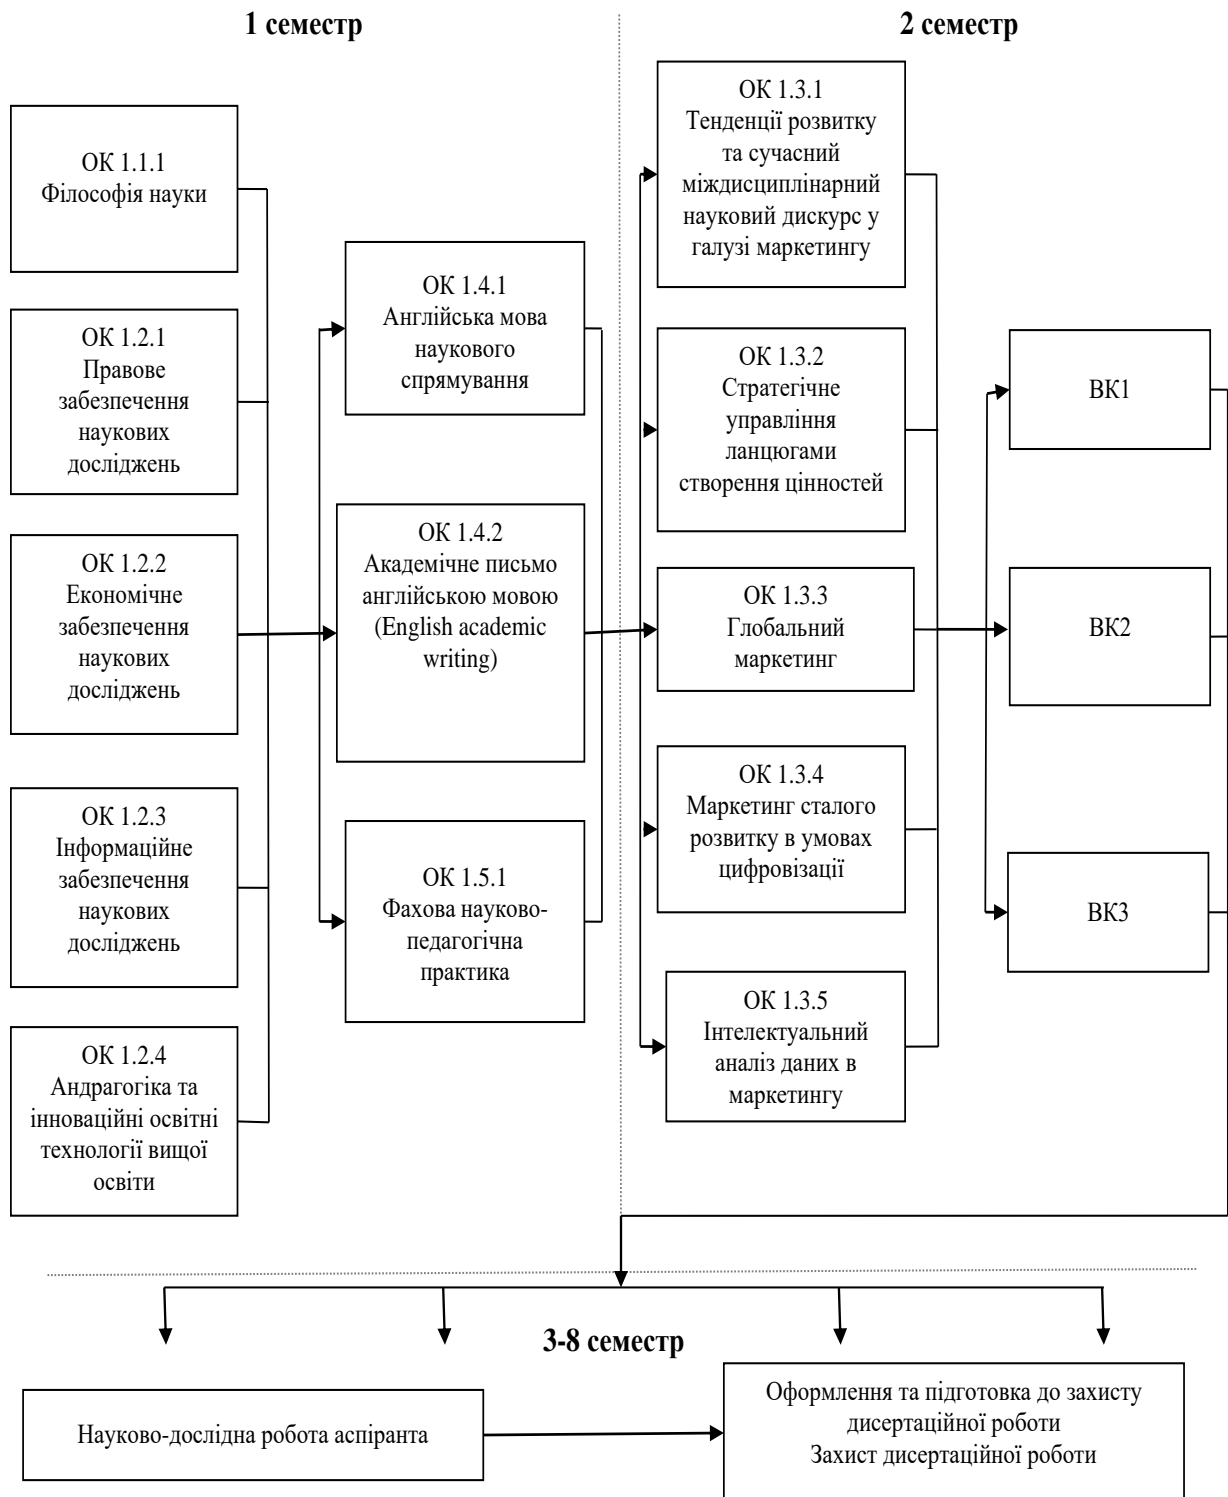 1 семестр
2 семестр
ОК 1.1.1
Філософія науки
ОК 1.2.1
Правове
забезпечення
наукових
досліджень
ОК 1.2.2
Економічне
забезпечення
наукових
досліджень
ОК 1.2.3
Інформаційне
забезпечення
наукових
досліджень
ОК 1.2.4
Андрагогіка та
інноваційні освітні
технології вищої
освіти
ОК 1.4.1
Англійська мова
наукового
спрямування
ОК 1.4.2
Академічне письмо
англійською мовою
(English academic
writing)
ОК 1.5.1
Фахова науково-
педагогічна
практика
ОК 1.3.1
Тенденції розвитку
та сучасний
міждисциплінарний
науковий дискурс у
галузі маркетингу
ОК 1.3.2
Стратегічне
управління
ланцюгами
створення цінностей
ОК 1.3.3
Глобальний
маркетинг
ОК 1.3.4
Маркетинг сталого
розвитку в умовах
цифровізації
ОК 1.3.5
Інтелектуальний
аналіз даних в
маркетингу
ВК1
ВК2
ВК3
3-8 семестр
Науково-дослідна робота аспіранта
Оформлення та підготовка до захисту
дисертаційної роботи
Захист дисертаційної роботи